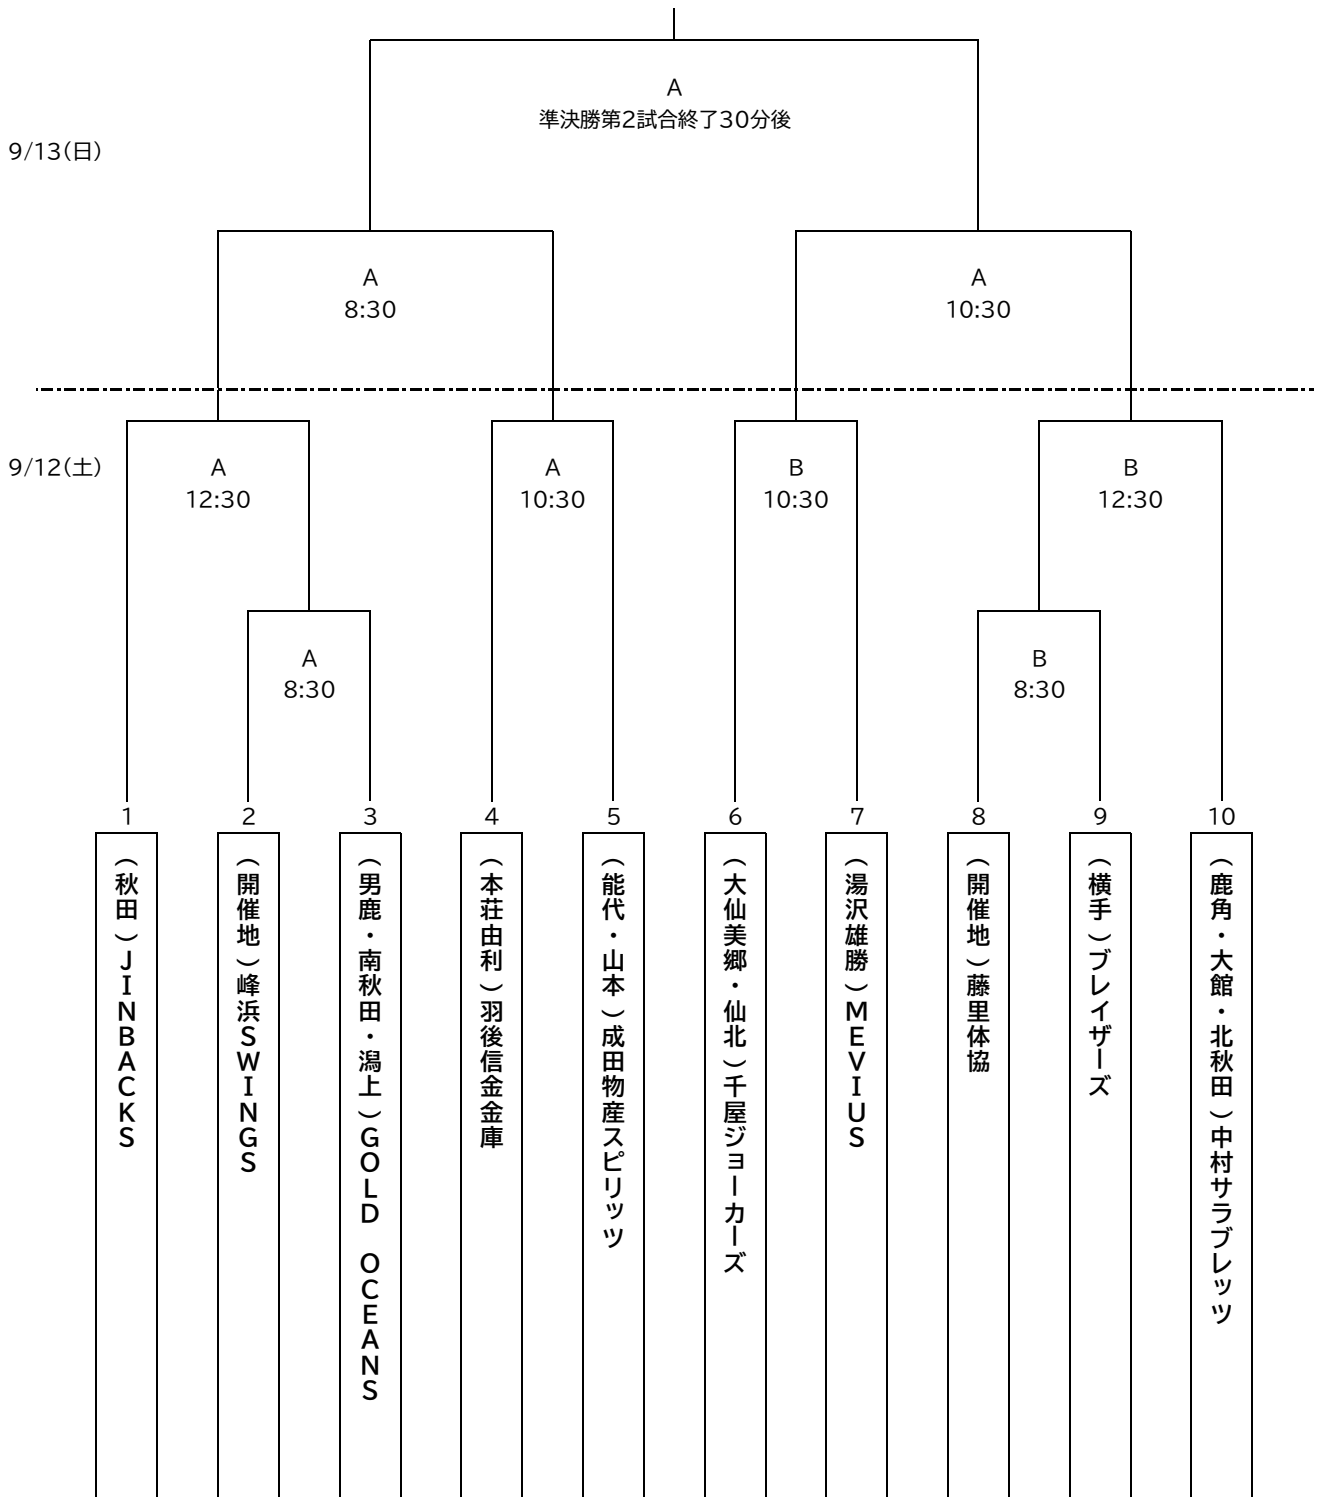 A
準決勝第2試合終了30分後
9/13(日)
A
8:30
A
10:30
9/12(土)
A
12:30
A
10:30
B
10:30
B
12:30
A
8:30
B
8:30
1
2
3
4
5
6
7
8
9
10
(秋田)JINBACKS
(開催地)峰浜SWINGS
(男鹿・南秋田・潟上)GOLD　OCEANS
(本荘由利)羽後信金金庫
(能代・山本)成田物産スピリッツ
(大仙美郷・仙北)千屋ジョーカーズ
(湯沢雄勝)MEVIUS
(開催地)藤里体協
(横手)ブレイザーズ
(鹿角・大館・北秋田)中村サラブレッツ